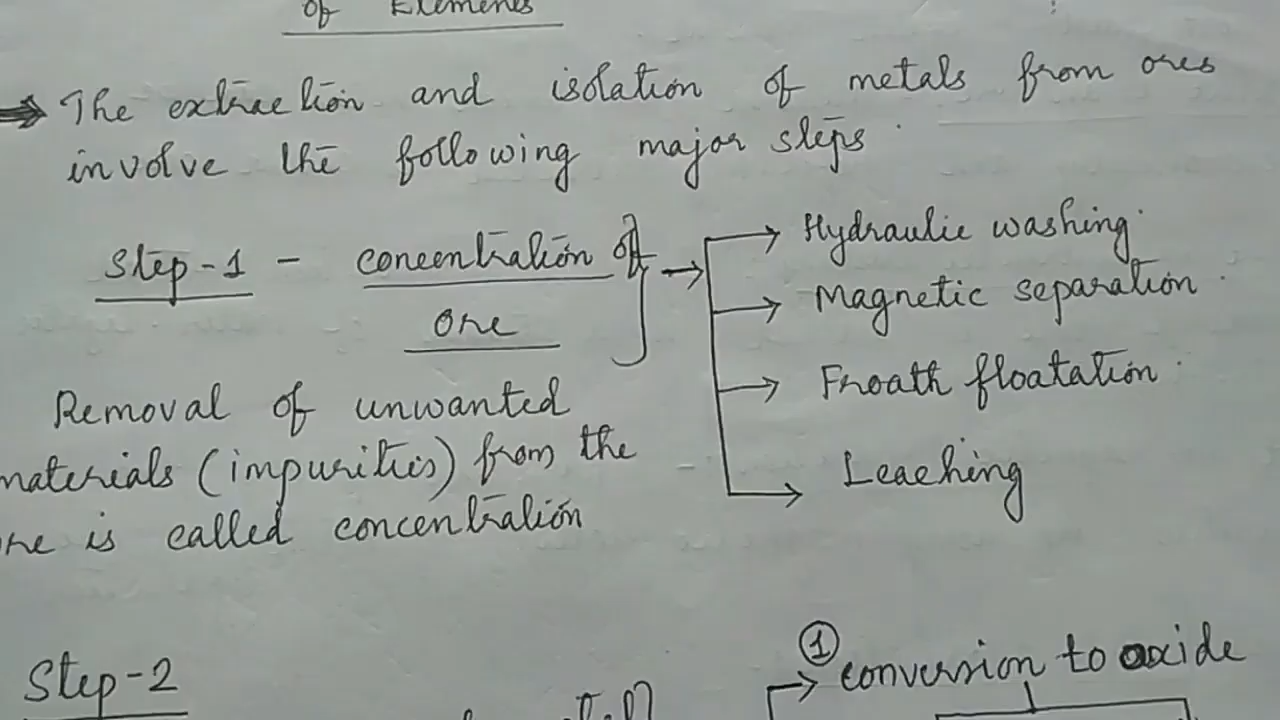 of Elements
The extraction and isolation of metals from ores
involve the following major steps.
Step-1 - concentration of
ore
Hydraulic washing.
Magnetic separation.
Froath floatation.
Leaching
Removal of unwanted
materials (impurities) from the
ore is called concentration
Step-2
1 conversion to oxide